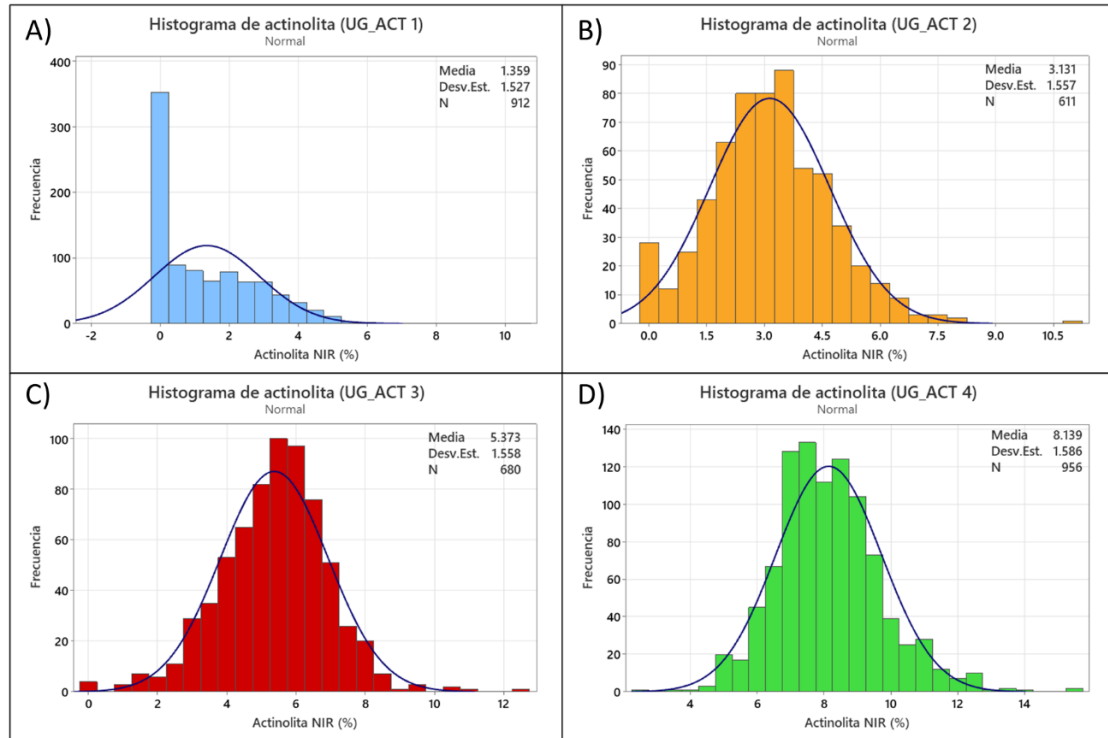 A)
Histograma de actinolita (UG_ACT 1)
Normal
Media 1.359
Desv.Est. 1.527
N 912
400
300
200
100
0
Frecuencia
-2 0 2 4 6 8 10
Actinolita NIR (%)
B)
Histograma de actinolita (UG_ACT 2)
Normal
Media 3.131
Desv.Est. 1.557
N 611
90
80
70
60
50
40
30
20
10
0
Frecuencia
0.0 1.5 3.0 4.5 6.0 7.5 9.0 10.5
Actinolita NIR (%)
C)
Histograma de actinolita (UG_ACT 3)
Normal
Media 5.373
Desv.Est. 1.558
N 680
100
80
60
40
20
0
Frecuencia
0 2 4 6 8 10 12
Actinolita NIR (%)
D)
Histograma de actinolita (UG_ACT 4)
Normal
Media 8.139
Desv.Est. 1.586
N 956
140
120
100
80
60
40
20
0
Frecuencia
4 6 8 10 12 14
Actinolita NIR (%)